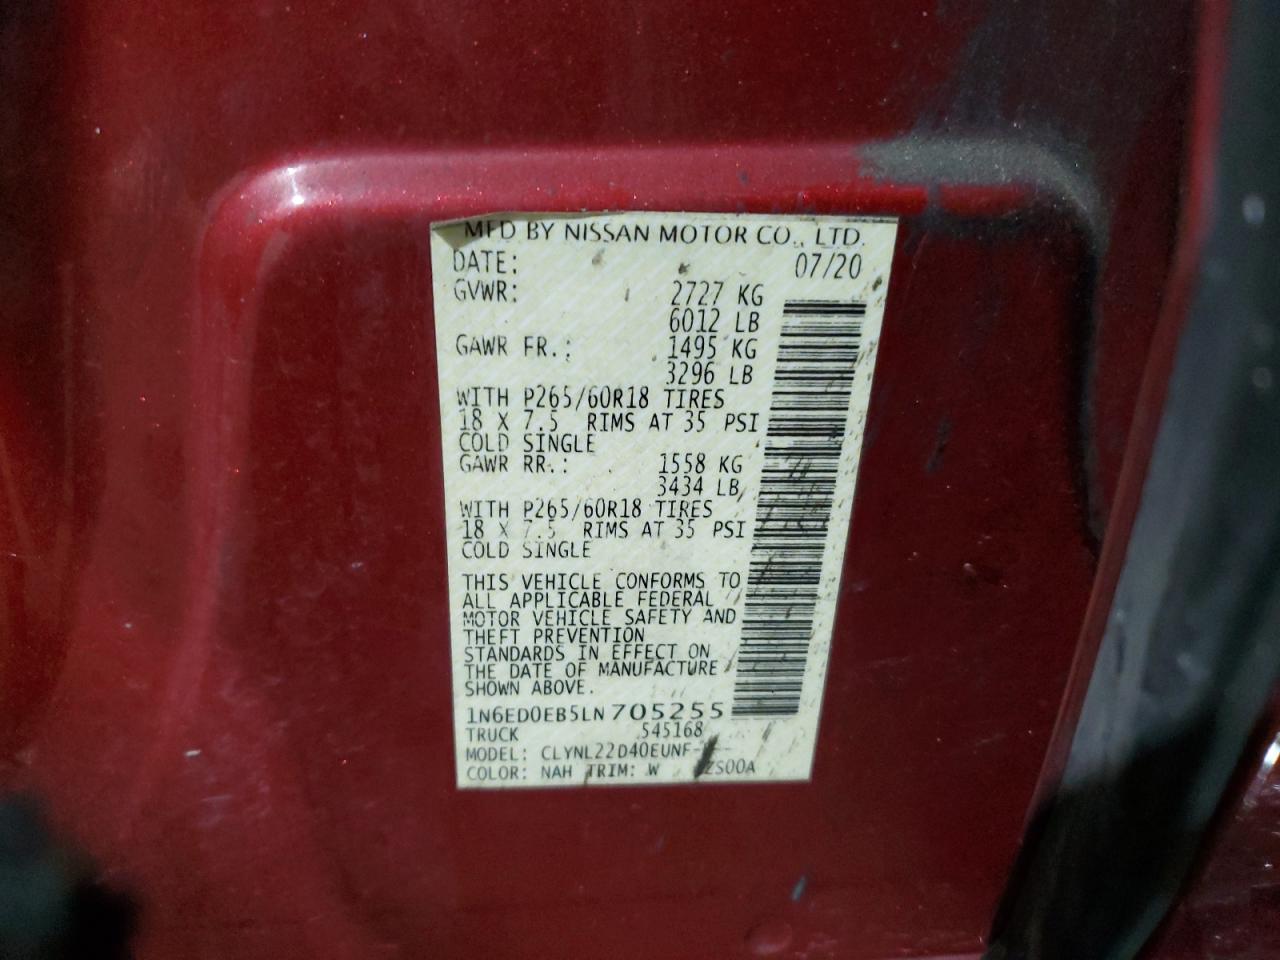 MFD BY NISSAN MOTOR CO., LTD.
DATE: 07/20
GVWR: 2727 KG
6012 LB
GAWR FR.: 1495 KG
3296 LB
WITH P265/60R18 TIRES
18 X 7.5 RIMS AT 35 PSI
COLD SINGLE
GAWR RR.: 1558 KG
3434 LB
WITH P265/60R18 TIRES
18 X 7.5 RIMS AT 35 PSI
COLD SINGLE
THIS VEHICLE CONFORMS TO
ALL APPLICABLE FEDERAL
MOTOR VEHICLE SAFETY AND
THEFT PREVENTION
STANDARDS IN EFFECT ON
THE DATE OF MANUFACTURE
SHOWN ABOVE.
1N6ED0EB5LN705255
TRUCK 545168
MODEL: CLYNL22D40EUNF-
COLOR: NAH TRIM: W ZS00A